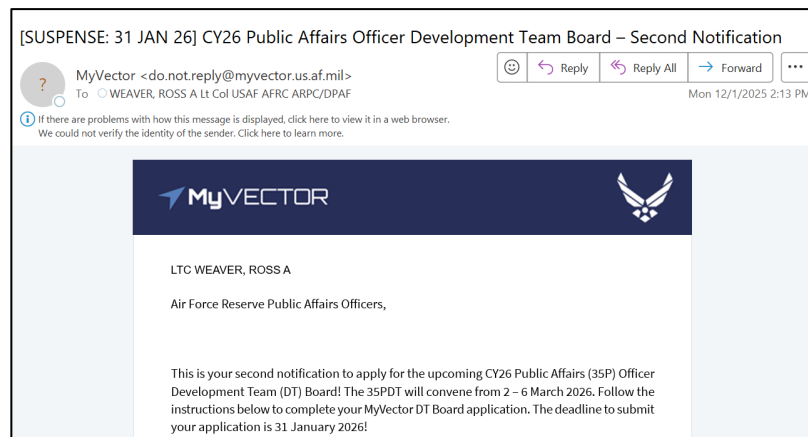 [SUSPENSE: 31 JAN 26] CY26 Public Affairs Officer Development Team Board – Second Notification
?
MyVector <do.not.reply@myvector.us.af.mil>
To WEAVER, ROSS A Lt Col USAF AFRC ARPC/DPAF
Reply
Reply All
Forward
Mon 12/1/2025 2:13 PM
If there are problems with how this message is displayed, click here to view it in a web browser.
We could not verify the identity of the sender. Click here to learn more.
MyVECTOR
LTC WEAVER, ROSS A
Air Force Reserve Public Affairs Officers,
This is your second notification to apply for the upcoming CY26 Public Affairs (35P) Officer
Development Team (DT) Board! The 35PDT will convene from 2 – 6 March 2026. Follow the
instructions below to complete your MyVector DT Board application. The deadline to submit
your application is 31 January 2026!